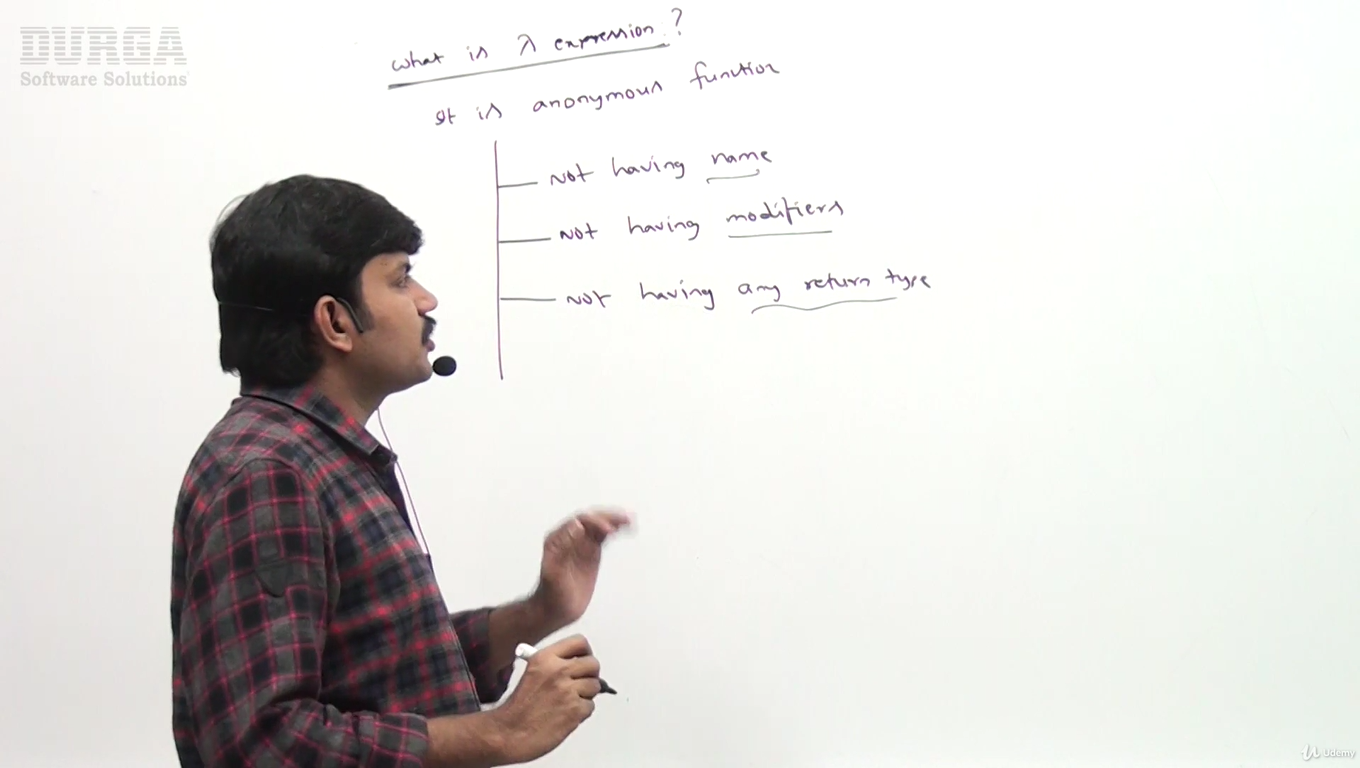 DURGA
Software Solutions
what is λ expression ?
It is anonymous function
Not having name
Not having modifiers
Not having any return type
Udemy